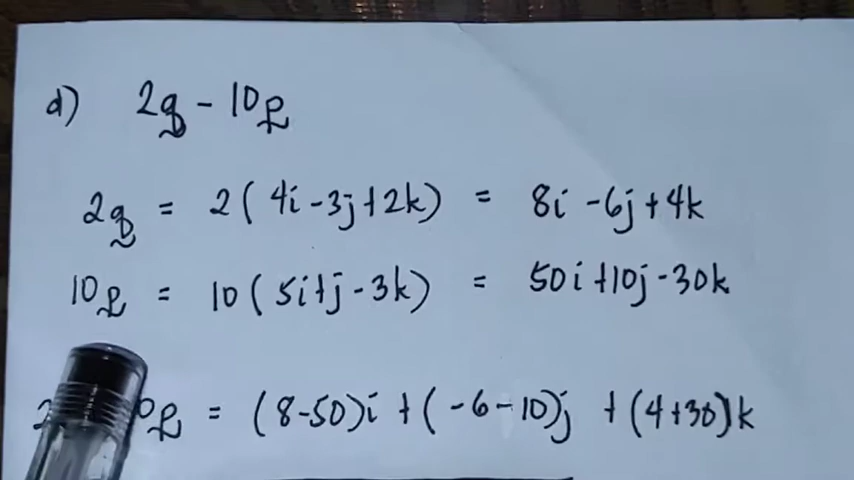 d) 2q - 10p
2q = 2(4i - 3j + 2k) = 8i - 6j + 4k
10p = 10(5i + j - 3k) = 50i + 10j - 30k
p = (8-50)i + (-6-10)j + (4+30)k